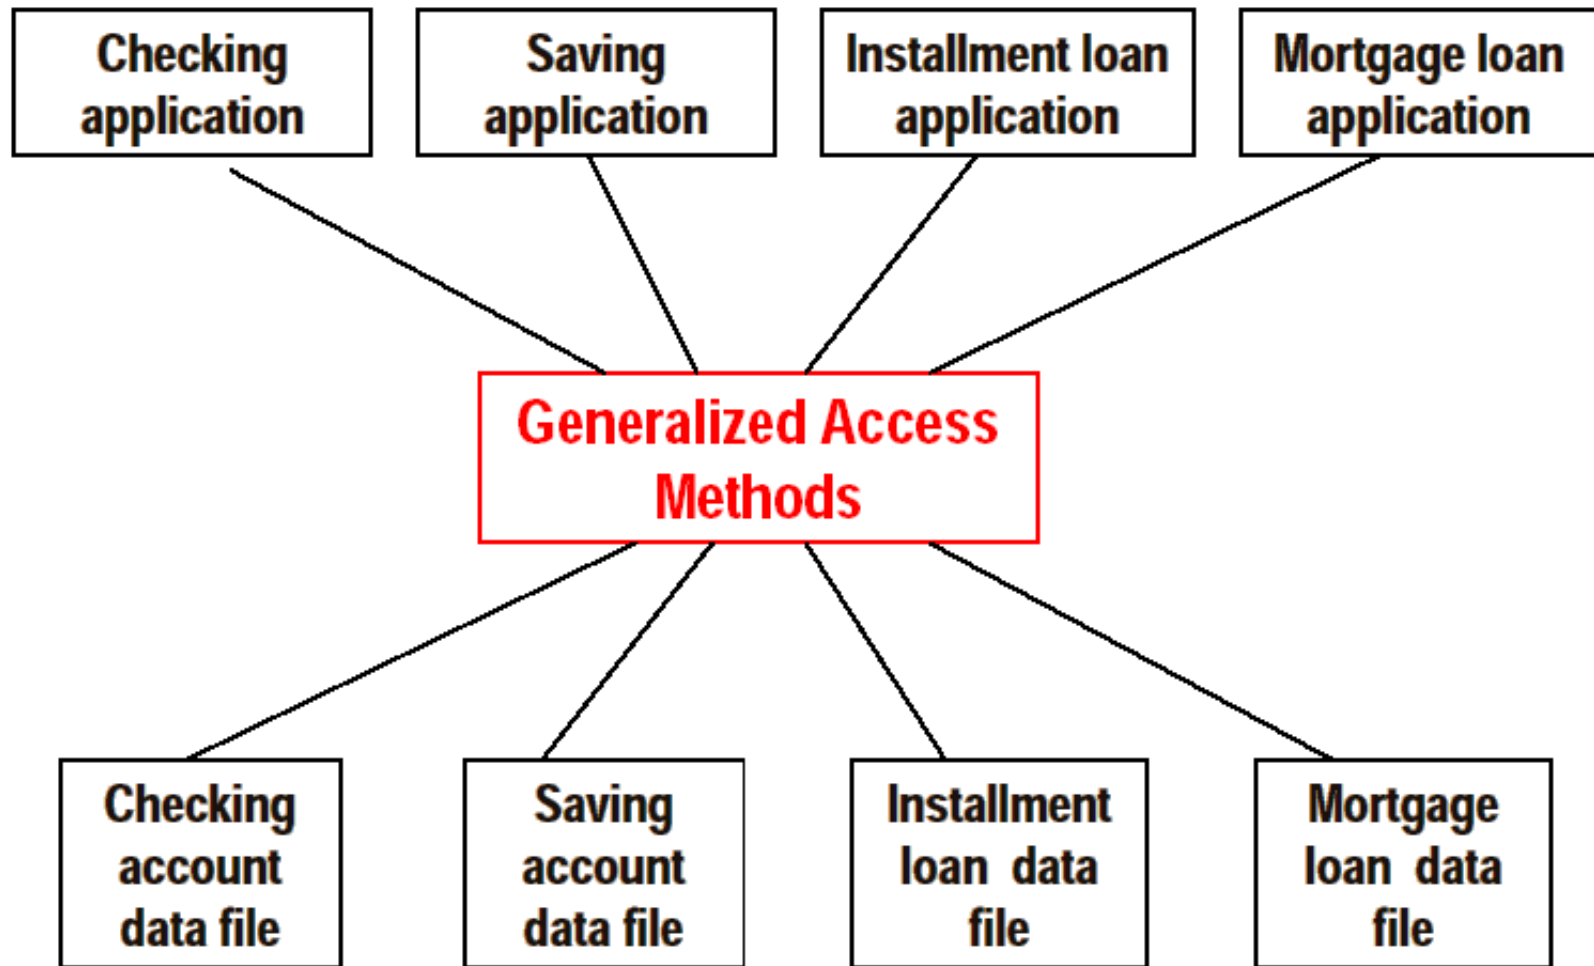 Checking
application
Saving
application
Installment loan
application
Mortgage loan
application
Generalized Access
Methods
Checking
account
data file
Saving
account
data file
Installment
loan data
file
Mortgage
loan data
file